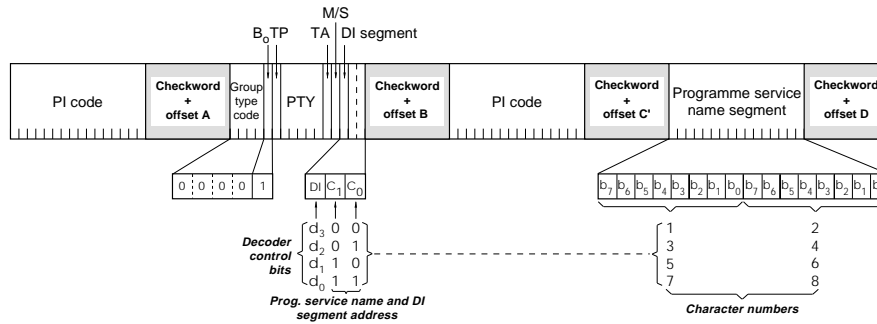 M/S
B₀ TP TA DI segment
PI code
Checkword
+
offset A
Group
type
code
PTY
Checkword
+
offset B
PI code
Checkword
+
offset C'
Programme service
name segment
Checkword
+
offset D
0 0 0 0 1
DI C₁ C₀
b₇ b₆ b₅ b₄ b₃ b₂ b₁ b₀ b₇ b₆ b₅ b₄ b₃ b₂ b₁
Decoder
control
bits
d₃ 0 0
d₂ 0 1
d₁ 1 0
d₀ 1 1
1 2
3 4
5 6
7 8
Prog. service name and DI
segment address
Character numbers